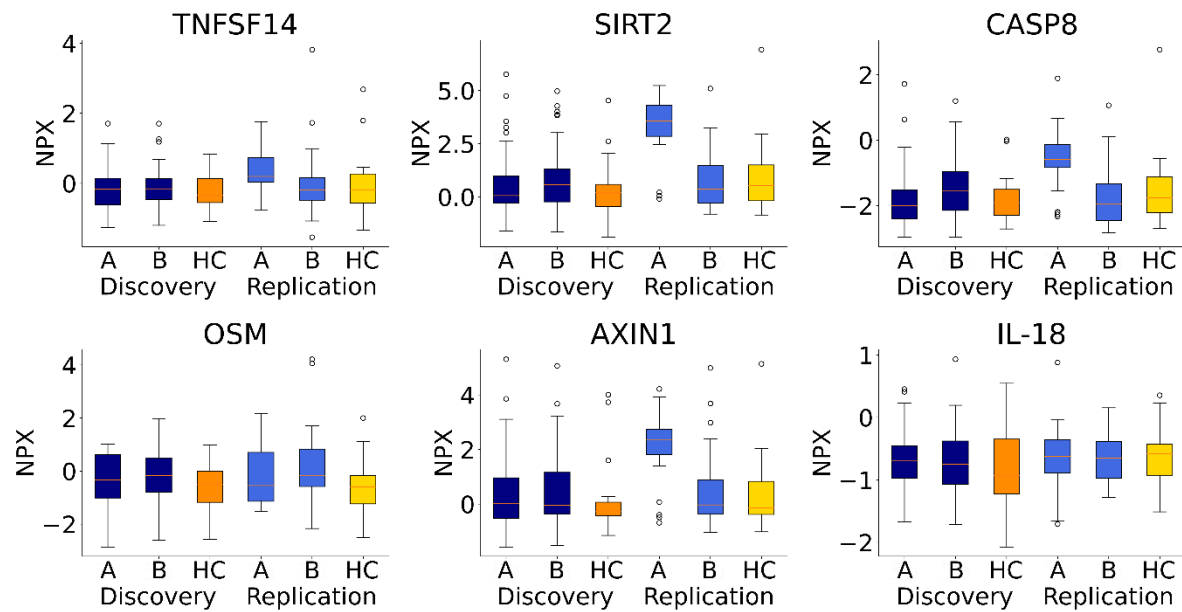 TNFSF14
SIRT2
CASP8
NPX
4
2
0
A B HC A B HC
Discovery Replication
NPX
5.0
2.5
0.0
A B HC A B HC
Discovery Replication
NPX
2
0
−2
A B HC A B HC
Discovery Replication
OSM
AXIN1
IL-18
NPX
4
2
0
−2
A B HC A B HC
Discovery Replication
NPX
4
2
0
A B HC A B HC
Discovery Replication
NPX
1
0
−1
−2
A B HC A B HC
Discovery Replication